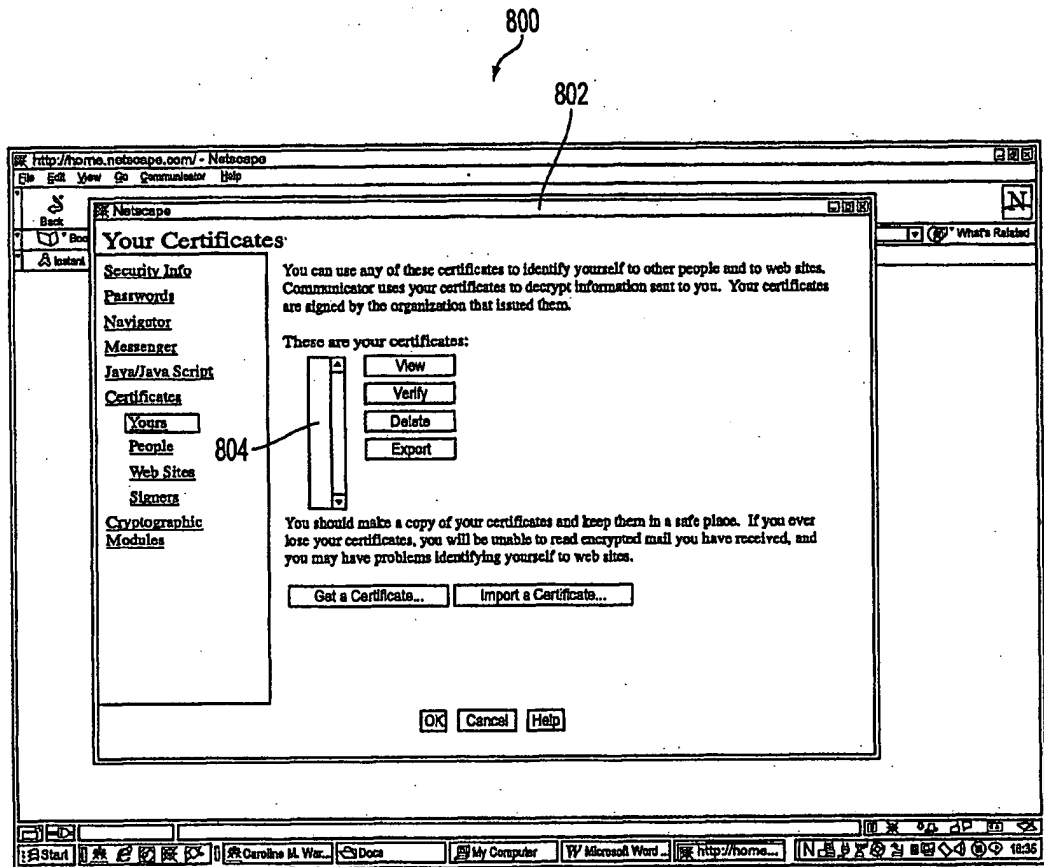 800
802
http://home.netscape.com/ - Netscape
File Edit View Go Communicator Help
Back
N
Netscape
What's Related
Your Certificates
Instant
Security Info
Passwords
Navigator
Messenger
Java/Java Script
Certificates
Yours
People
Web Sites
Signers
Cryptographic
Modules
You can use any of these certificates to identify yourself to other people and to web sites.
Communicator uses your certificates to decrypt information sent to you. Your certificates
are signed by the organization that issued them.
These are your certificates:
View
Verify
Delete
Export
804
You should make a copy of your certificates and keep them in a safe place. If you ever
lose your certificates, you will be unable to read encrypted mail you have received, and
you may have problems identifying yourself to web sites.
Get a Certificate... Import a Certificate...
OK Cancel Help
Start Caroline M. War... Docs My Computer W Microsoft Word ... http://home.... N 18:35